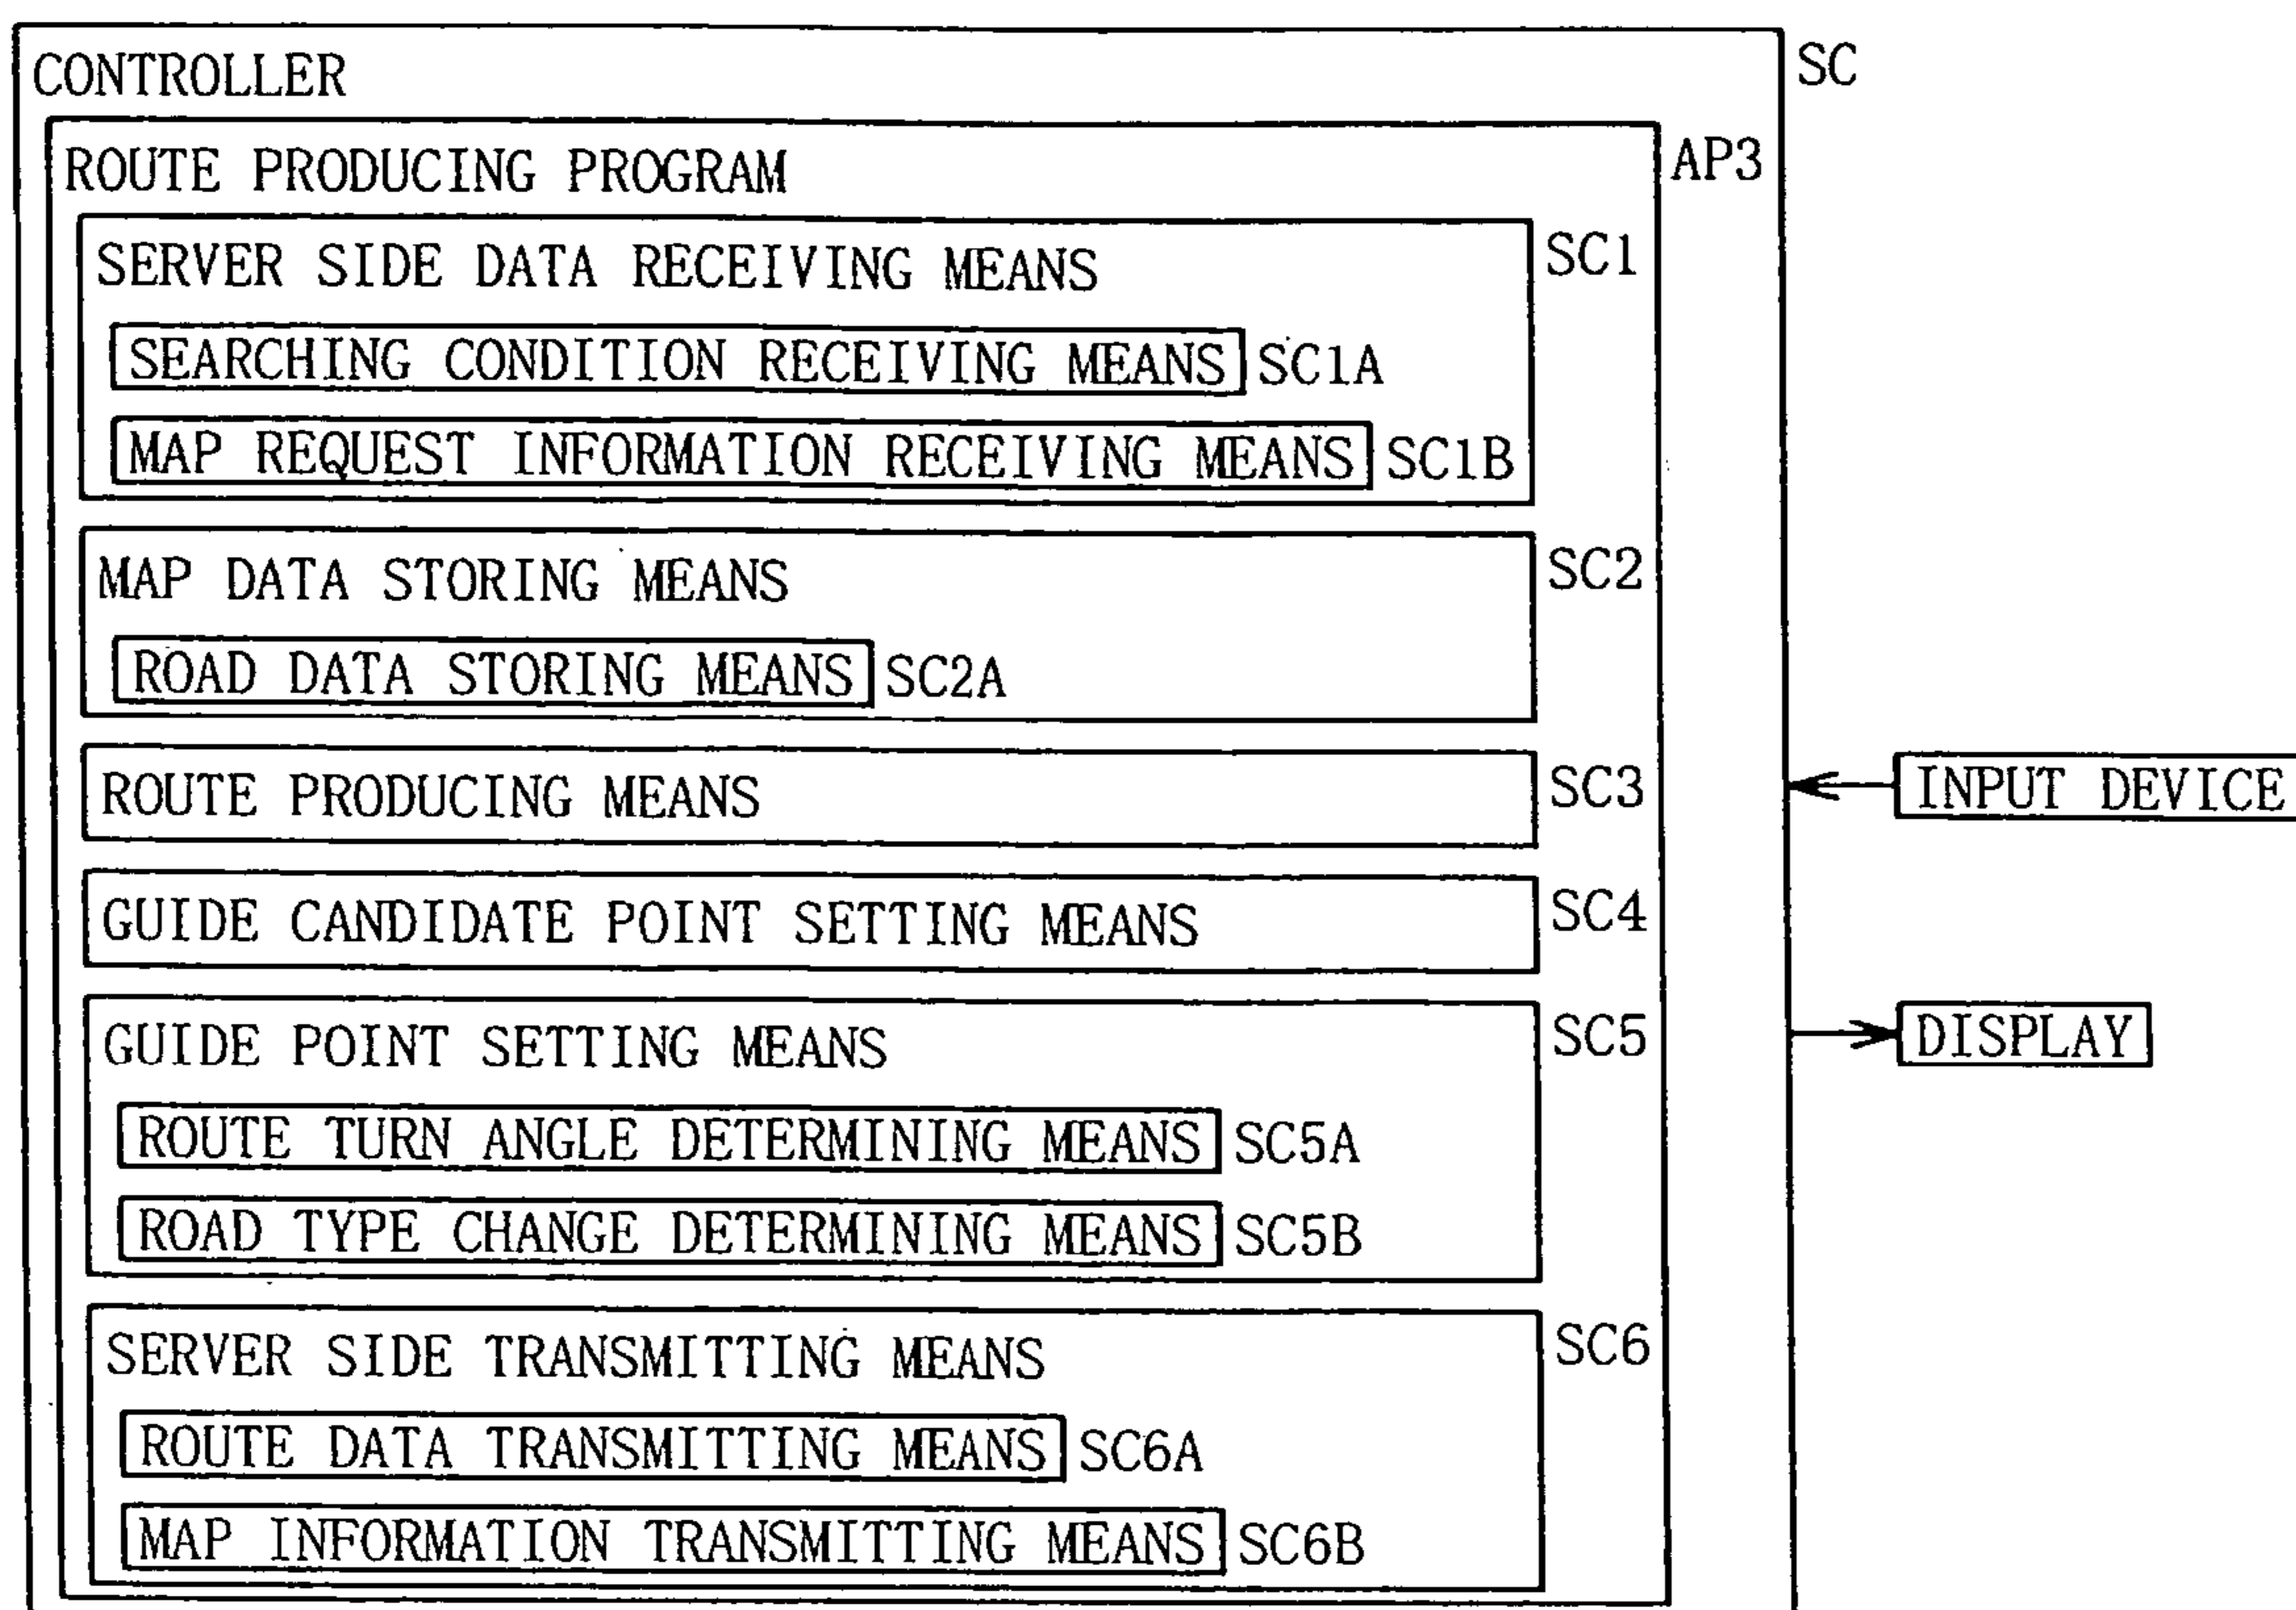 CONTROLLER
SC
ROUTE PRODUCING PROGRAM
AP3
SERVER SIDE DATA RECEIVING MEANS
SC1
SEARCHING CONDITION RECEIVING MEANS
SC1A
MAP REQUEST INFORMATION RECEIVING MEANS
SC1B
MAP DATA STORING MEANS
SC2
ROAD DATA STORING MEANS
SC2A
ROUTE PRODUCING MEANS
SC3
INPUT DEVICE
GUIDE CANDIDATE POINT SETTING MEANS
SC4
GUIDE POINT SETTING MEANS
SC5
DISPLAY
ROUTE TURN ANGLE DETERMINING MEANS
SC5A
ROAD TYPE CHANGE DETERMINING MEANS
SC5B
SERVER SIDE TRANSMITTING MEANS
SC6
ROUTE DATA TRANSMITTING MEANS
SC6A
MAP INFORMATION TRANSMITTING MEANS
SC6B